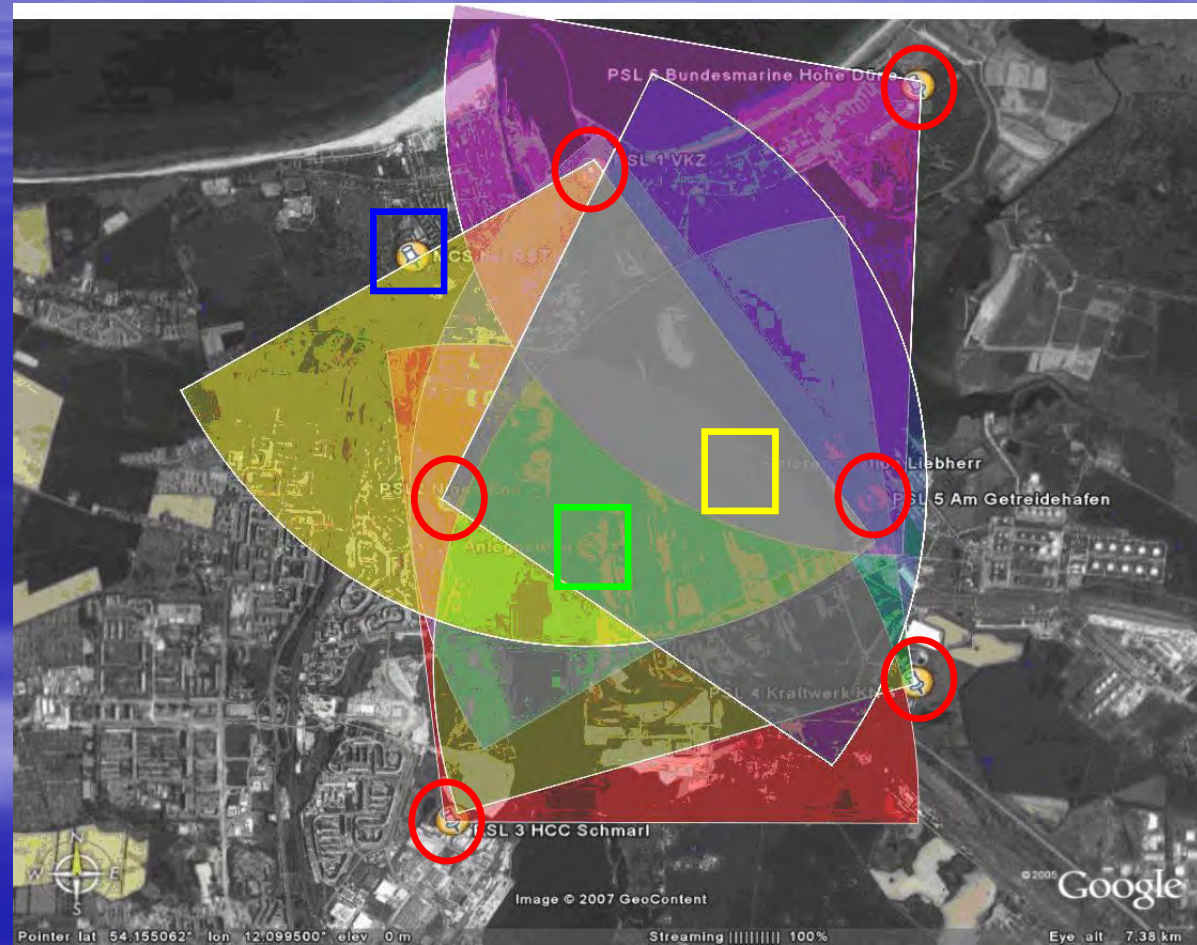 PSL 6 Bundesmarine Hohe Düne
PSL 1 VKZ
Liebherr
PSL 5 Am Getreidehafen
PSL 4 Kraftwerk
PSL 3 HCC Schmarl
N
W E
S
Image © 2007 GeoContent
© 2005 Google
Pointer lat 54.155062° lon 12.099500° elev 0 m
Streaming |||||||||| 100%
Eye alt 7.38 km